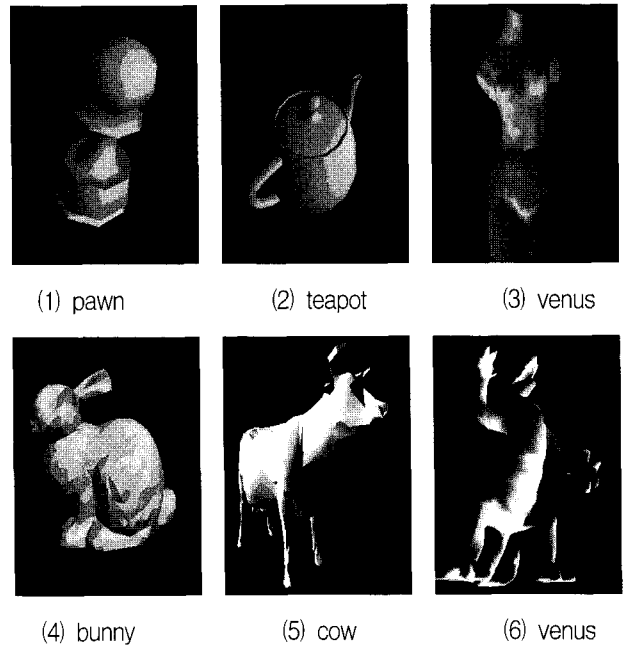 (1) pawn
(2) teapot
(3) venus
(4) bunny
(5) cow
(6) venus